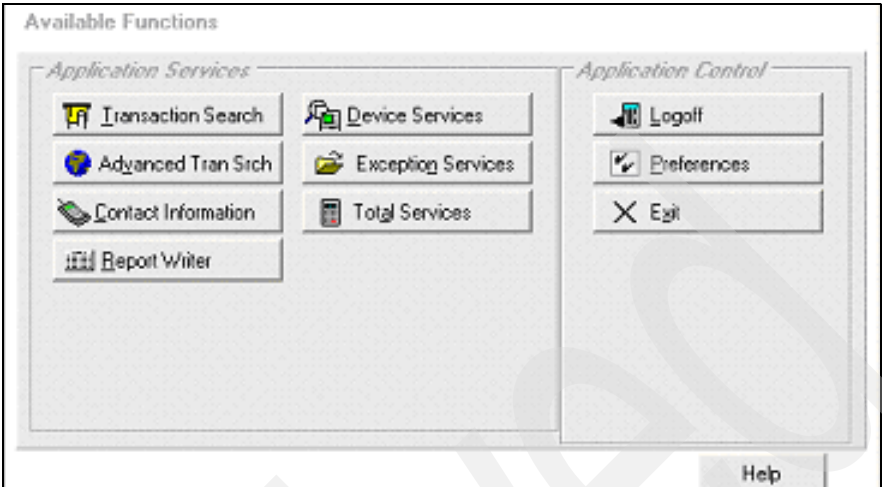 Available Functions
Application Services
Application Control
Transaction Search
Device Services
Logoff
Advanced Tran Srch
Exception Services
Preferences
Contact Information
Total Services
Exit
Report Writer
Help